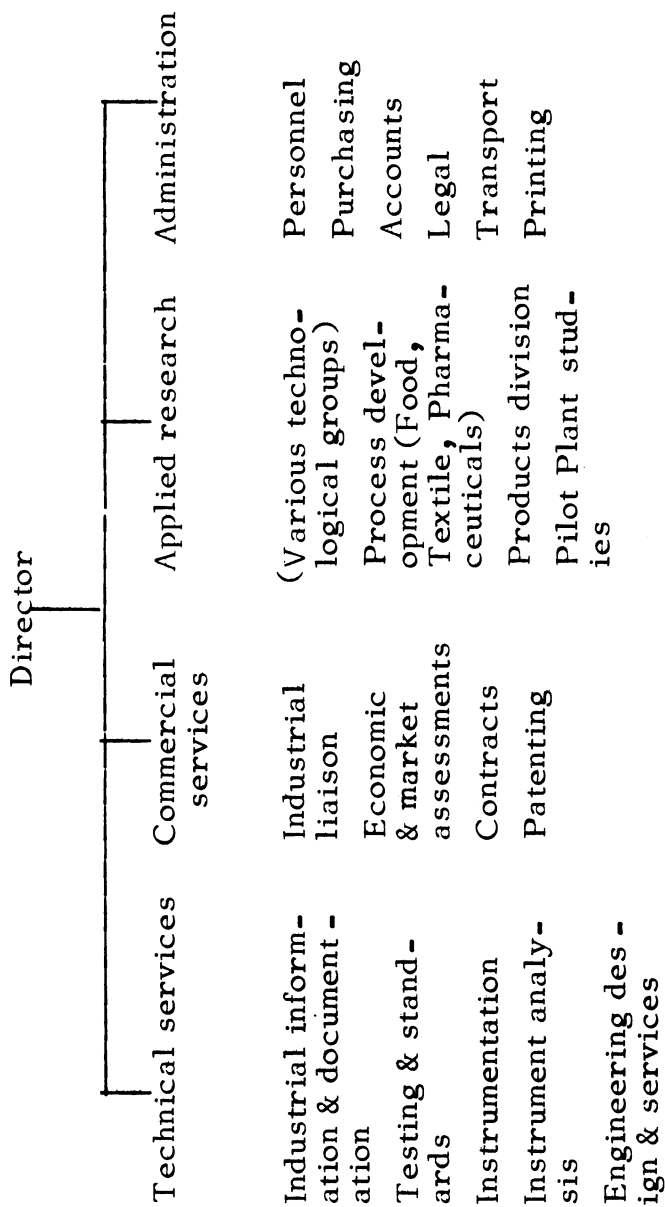 Director
Technical services
Commercial
services
Applied research
Administration
Industrial inform-
ation & document-
ation
Testing & stand-
ards
Instrumentation
Instrument analy-
sis
Engineering des-
ign & services
Industrial
liaison
Economic
& market
assessments
Contracts
Patenting
(Various techno-
logical groups)
Process devel-
opment (Food,
Textile, Pharma-
ceuticals)
Products division
Pilot Plant stud-
ies
Personnel
Purchasing
Accounts
Legal
Transport
Printing